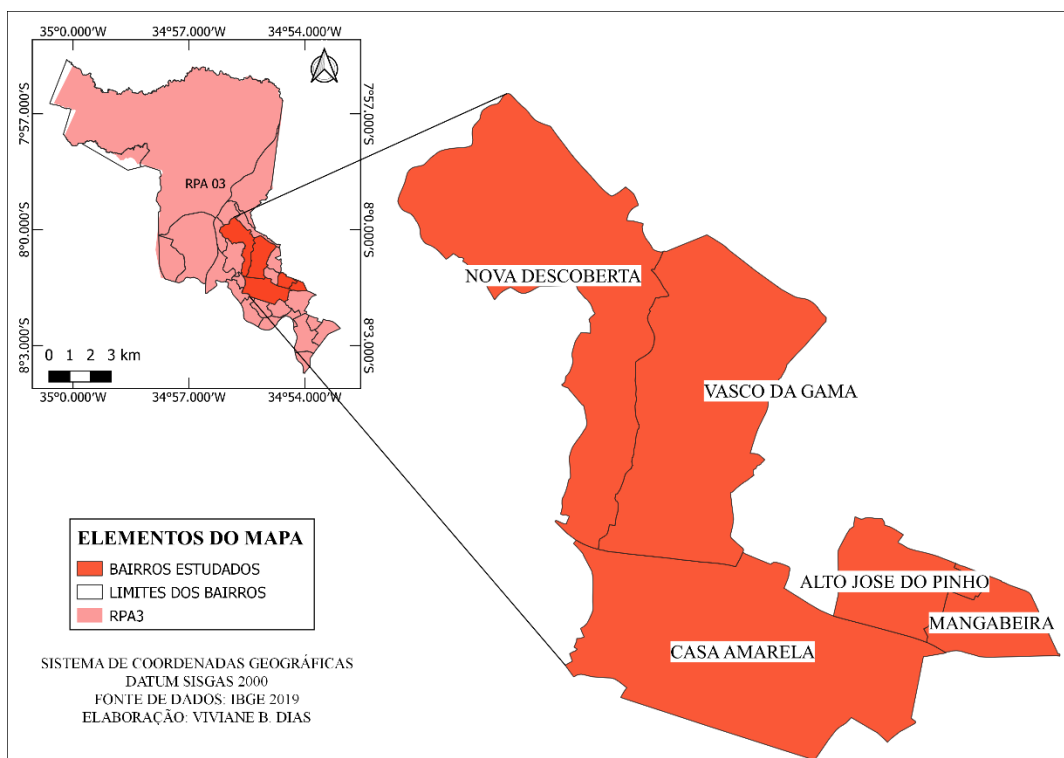 35°0.000'W 34°57.000'W 34°54.000'W
7°57.000'S
8°0.000'S
8°3.000'S
7°57.000'S
8°0.000'S
8°3.000'S
RPA 03
0 1 2 3 km
35°0.000'W 34°57.000'W 34°54.000'W
NOVA DESCOBERTA
VASCO DA GAMA
ALTO JOSE DO PINHO
MANGABEIRA
CASA AMARELA
ELEMENTOS DO MAPA
BAIRROS ESTUDADOS
LIMITES DOS BAIRROS
RPA3
SISTEMA DE COORDENADAS GEOGRÁFICAS
DATUM SISGAS 2000
FONTE DE DADOS: IBGE 2019
ELABORAÇÃO: VIVIANE B. DIAS